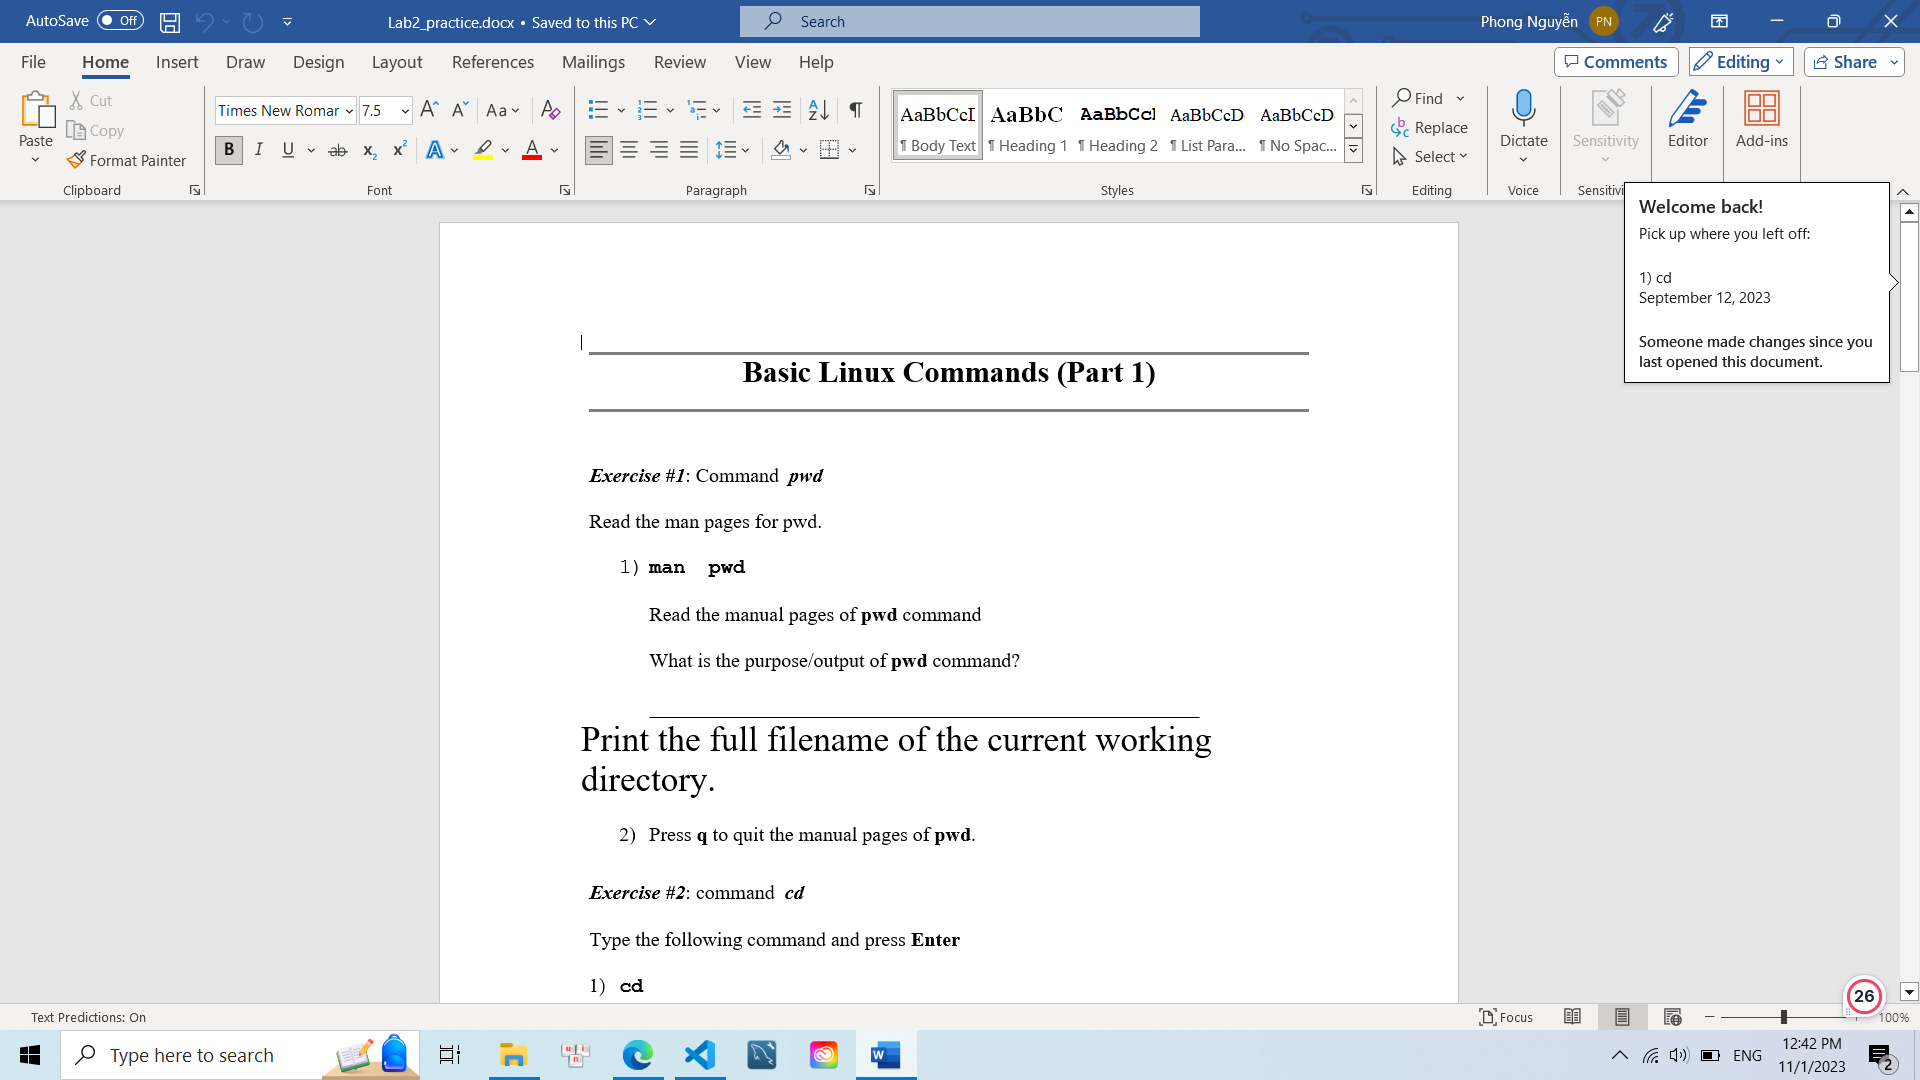 AutoSave Off Lab2_practice.docx • Saved to this PC Search Phong Nguyễn PN
File Home Insert Draw Design Layout References Mailings Review View Help Comments Editing Share
Paste Cut Copy Format Painter
Times New Romar 7.5 A A Aa A
B I U ab x₂ x² A A
AaBbCcI AaBbC AaBbCcI AaBbCcD AaBbCcD
¶ Body Text ¶ Heading 1 ¶ Heading 2 ¶ List Para... ¶ No Spac...
Find Replace Select
Dictate Sensitivity Editor Add-ins
Clipboard Font Paragraph Styles Editing Voice Sensitivi
Welcome back!
Pick up where you left off:
1) cd
September 12, 2023
Someone made changes since you
last opened this document.
Basic Linux Commands (Part 1)
Exercise #1: Command pwd
Read the man pages for pwd.
1) man pwd
Read the manual pages of pwd command
What is the purpose/output of pwd command?
Print the full filename of the current working
directory.
2) Press q to quit the manual pages of pwd.
Exercise #2: command cd
Type the following command and press Enter
1) cd
26
Text Predictions: On Focus 100%
Type here to search ENG 12:42 PM
11/1/2023 2